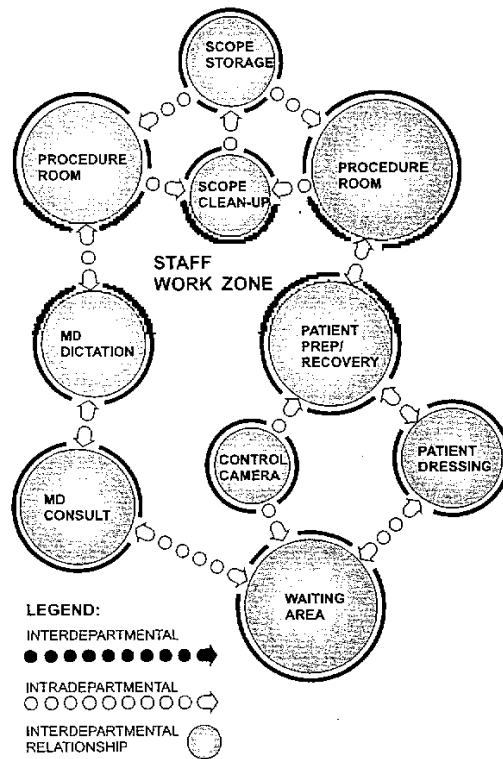 SCOPE
STORAGE
PROCEDURE
ROOM
PROCEDURE
ROOM
SCOPE
CLEAN-UP
STAFF
WORK ZONE
MD
DICTATION
PATIENT
PREP/
RECOVERY
CONTROL
CAMERA
PATIENT
DRESSING
MD
CONSULT
WAITING
AREA
LEGEND:
INTERDEPARTMENTAL
INTRADEPARTMENTAL
INTERDEPARTMENTAL
RELATIONSHIP